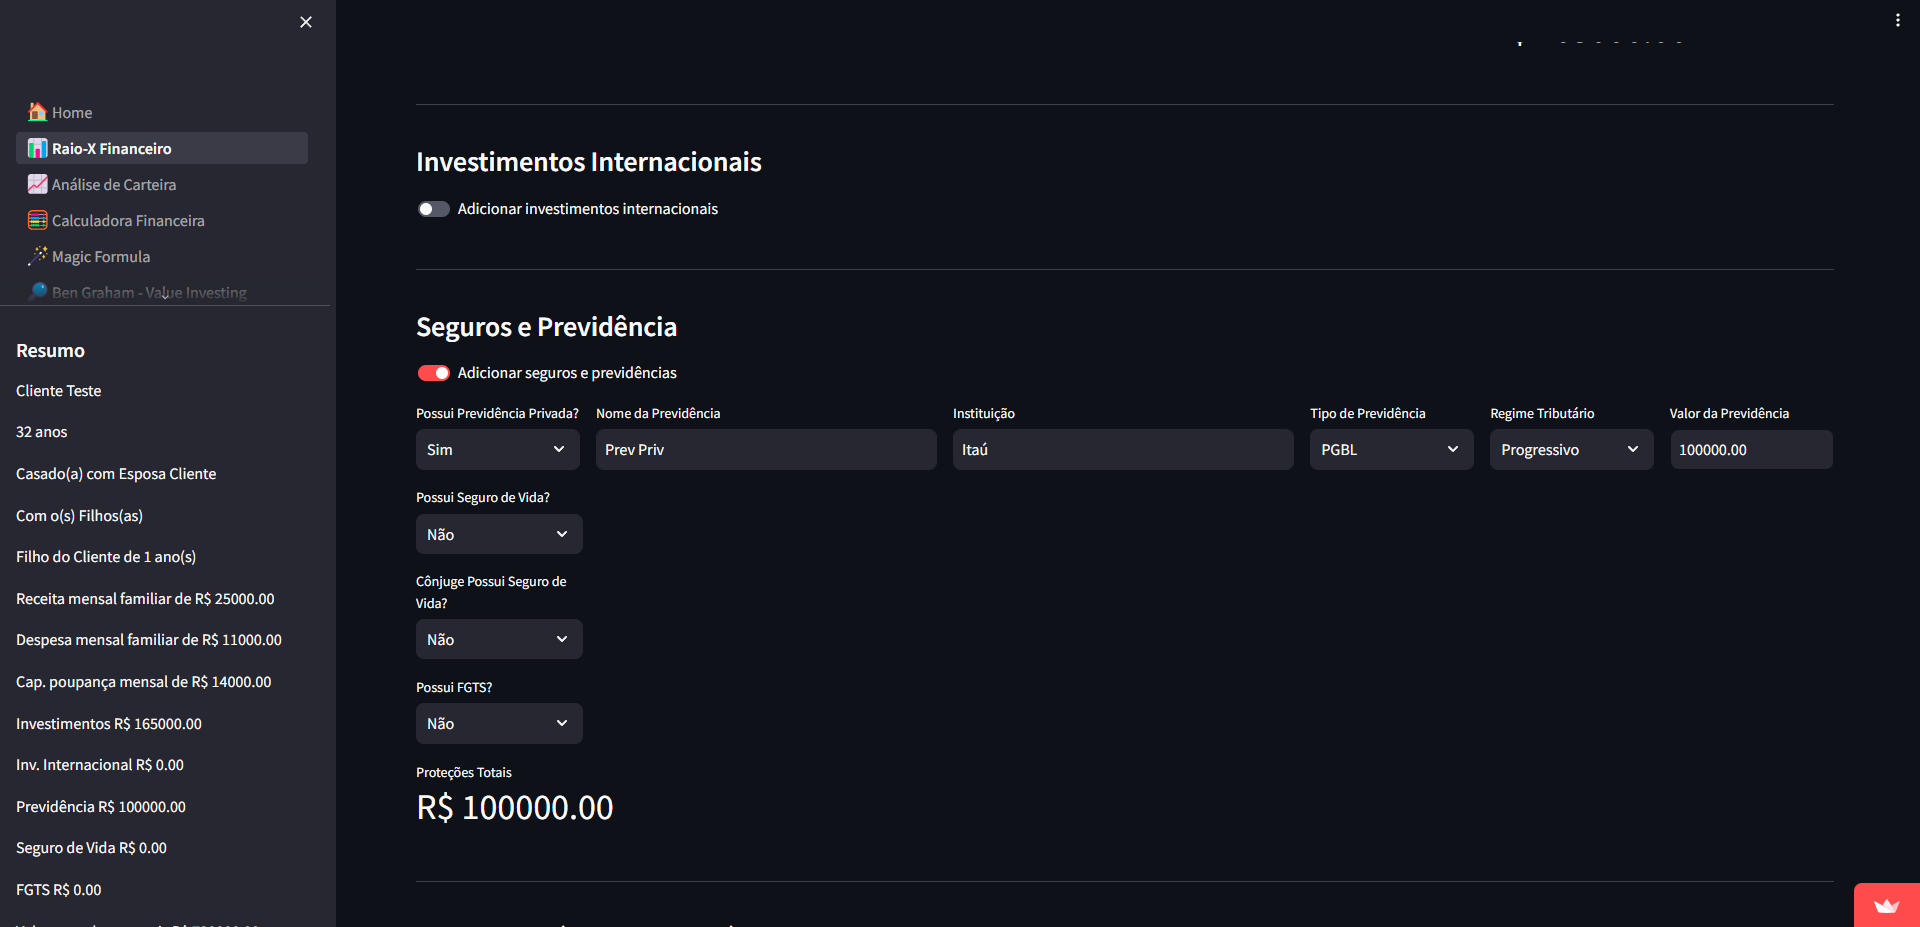 Home
Raio-X Financeiro
Análise de Carteira
Calculadora Financeira
Magic Formula
Ben Graham - Value Investing
Resumo
Cliente Teste
32 anos
Casado(a) com Esposa Cliente
Com o(s) Filhos(as)
Filho do Cliente de 1 ano(s)
Receita mensal familiar de R$ 25000.00
Despesa mensal familiar de R$ 11000.00
Cap. poupança mensal de R$ 14000.00
Investimentos R$ 165000.00
Inv. Internacional R$ 0.00
Previdência R$ 100000.00
Seguro de Vida R$ 0.00
FGTS R$ 0.00
Investimentos Internacionais
Adicionar investimentos internacionais
Seguros e Previdência
Adicionar seguros e previdências
Possui Previdência Privada? Nome da Previdência Instituição Tipo de Previdência Regime Tributário Valor da Previdência
Sim Prev Priv Itaú PGBL Progressivo 100000.00
Possui Seguro de Vida?
Não
Cônjuge Possui Seguro de
Vida?
Não
Possui FGTS?
Não
Proteções Totais
R$ 100000.00